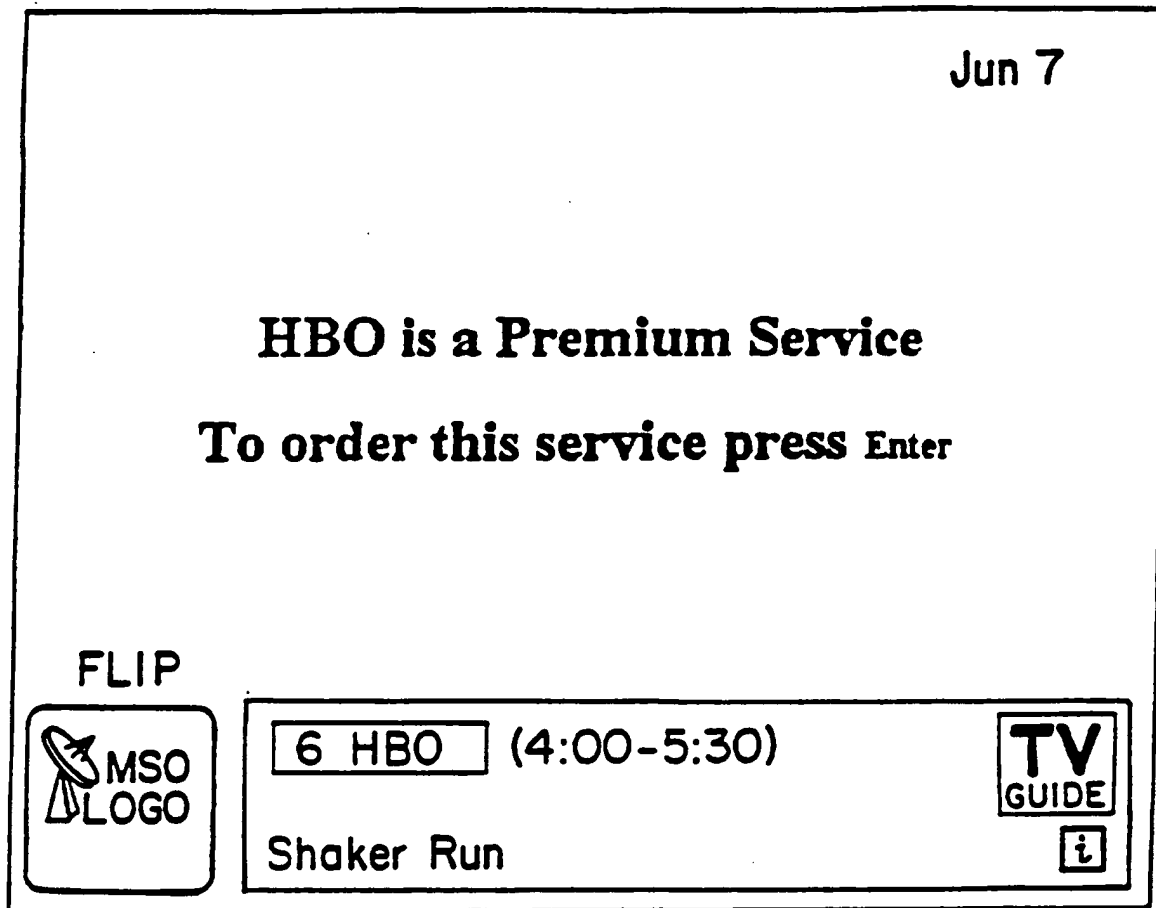 Jun 7
HBO is a Premium Service
To order this service press Enter
FLIP
MSO
LOGO
6 HBO (4:00-5:30)
Shaker Run
TV
GUIDE
i